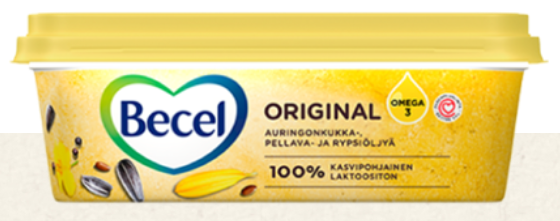 Becel
ORIGINAL
AURINGONKUKKA-,
PELLAVA- JA RYPSIÖLJYÄ
100% KASVIPOHJAINEN
LAKTOOSITON
OMEGA
3